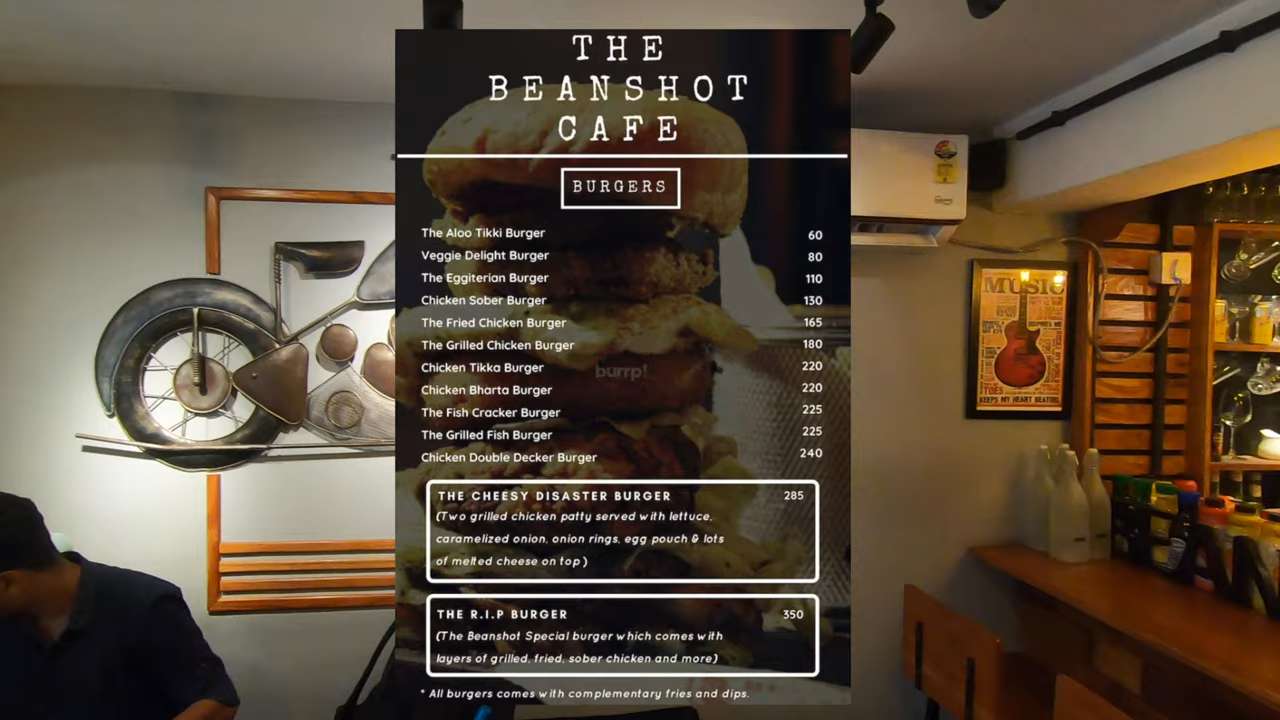 THE
BEANSHOT
CAFE
BURGERS
The Aloo Tikki Burger 60
Veggie Delight Burger 80
The Eggiterian Burger 110
Chicken Sober Burger 130
The Fried Chicken Burger 165
The Grilled Chicken Burger 180
Chicken Tikka Burger 220
Chicken Bharta Burger 220
The Fish Cracker Burger 225
The Grilled Fish Burger 225
Chicken Double Decker Burger 240
burrp!
THE CHEESY DISASTER BURGER 285
(Two grilled chicken patty served with lettuce,
caramelized onion, onion rings, egg pouch & lots
of melted cheese on top)
THE R.I.P BURGER 350
(The Beanshot Special burger which comes with
layers of grilled, fried, sober chicken and more)
* All burgers comes with complementary fries and dips.
MUSIC
KEEPS MY HEART BEATING